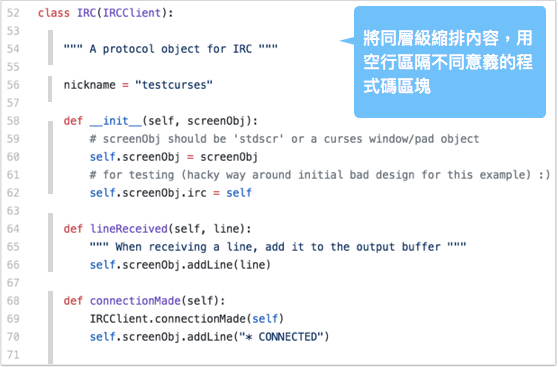 52 class IRC(IRCClient):
53
54 """ A protocol object for IRC """
55
56 nickname = "testcurses"
57
58 def __init__(self, screenObj):
59 # screenObj should be 'stdscr' or a curses window/pad object
60 self.screenObj = screenObj
61 # for testing (hacky way around initial bad design for this example) :)
62 self.screenObj.irc = self
63
64 def lineReceived(self, line):
65 """ When receiving a line, add it to the output buffer """
66 self.screenObj.addLine(line)
67
68 def connectionMade(self):
69 IRCClient.connectionMade(self)
70 self.screenObj.addLine("* CONNECTED")
71
將同層級縮排內容，用
空行區隔不同意義的程
式碼區塊